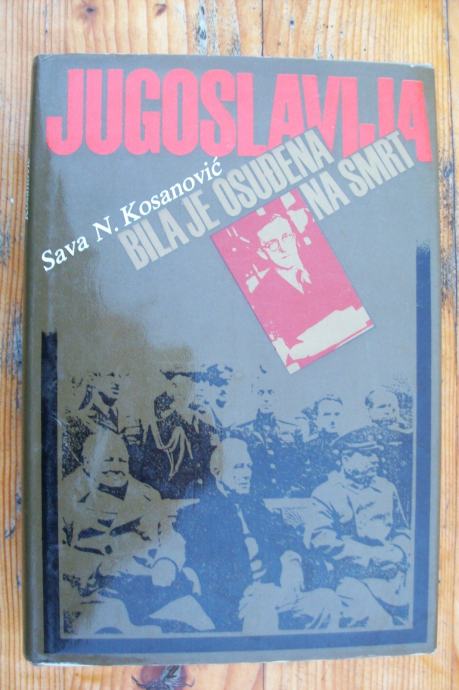 JUGOSLAVIJA
Sava N. Kosanović
BILA JE OSUĐENA
NA SMRT